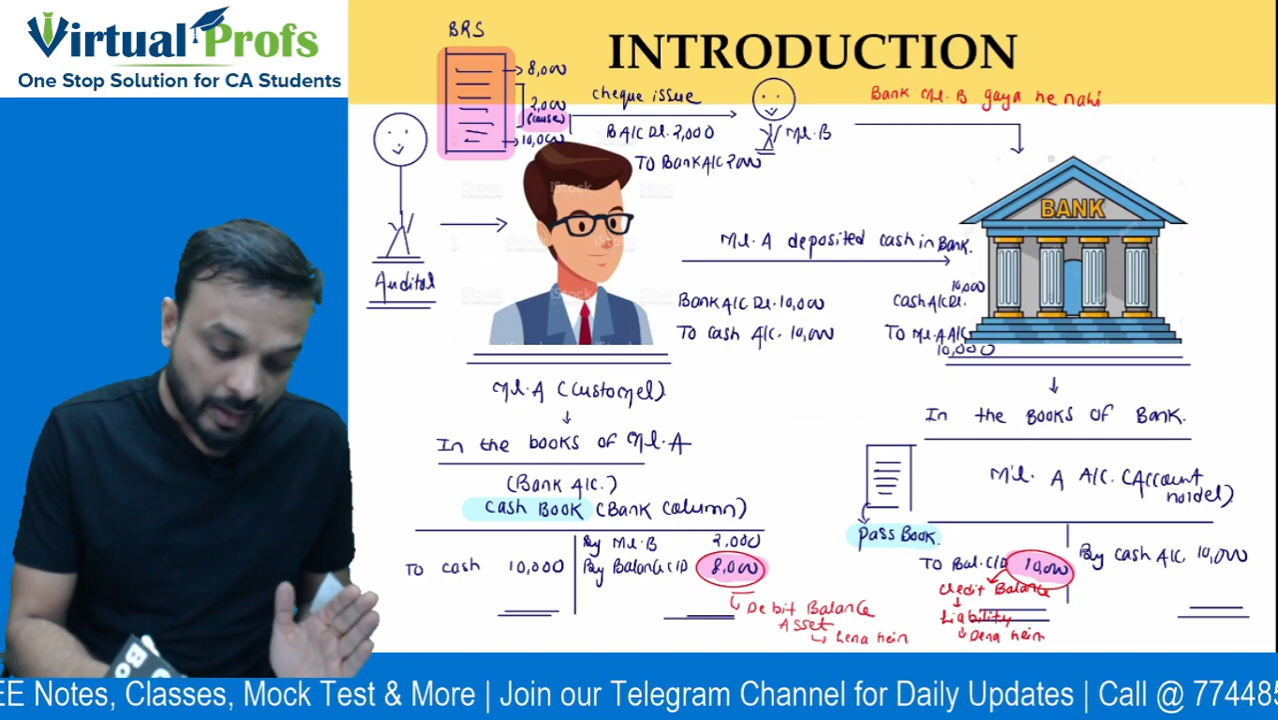 Virtual Profs
One Stop Solution for CA Students
INTRODUCTION
BRS
8,000
2,000
(cause)
10,000
cheque issue
B A/C Dr. 2,000
To Bank A/C 2000
Mr. B
Bank Mr. B gaya he nahi
Auditor
Mr. A deposited cash in Bank.
Bank A/C Dr. 10,000
To cash A/C. 10,000
10,000
cash A/C Dr.
To Mr. A A/C
10,000
BANK
iStock
iStock
Mr. A (Customer)
In the books of Mr. A
(Bank A/C.)
Cash Book (Bank column)
By Mr. B 2,000
To cash 10,000
By Balance C/D 8,000
Debit Balance
Asset
Lena hein
In the Books of Bank.
Mr. A A/C. (Account
holder)
Pass Book.
To Bal. C/D 10,000
By Cash A/C 10,000
Credit Balance
Liability
Dena hein
EE Notes, Classes, Mock Test & More | Join our Telegram Channel for Daily Updates | Call @ 774485